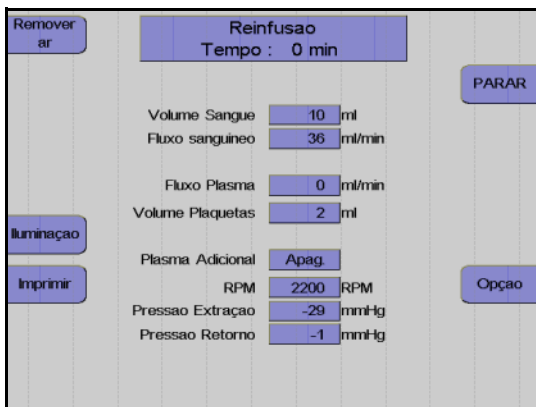 Remover
ar
Reinfusao
Tempo : 0 min
PARAR
Volume Sangue 10 ml
Fluxo sanguineo 36 ml/min
Fluxo Plasma 0 ml/min
Volume Plaquetas 2 ml
Iluminaçao
Plasma Adicional Apag.
Imprimir
RPM 2200 RPM
Opçao
Pressao Extraçao -29 mmHg
Pressao Retorno -1 mmHg